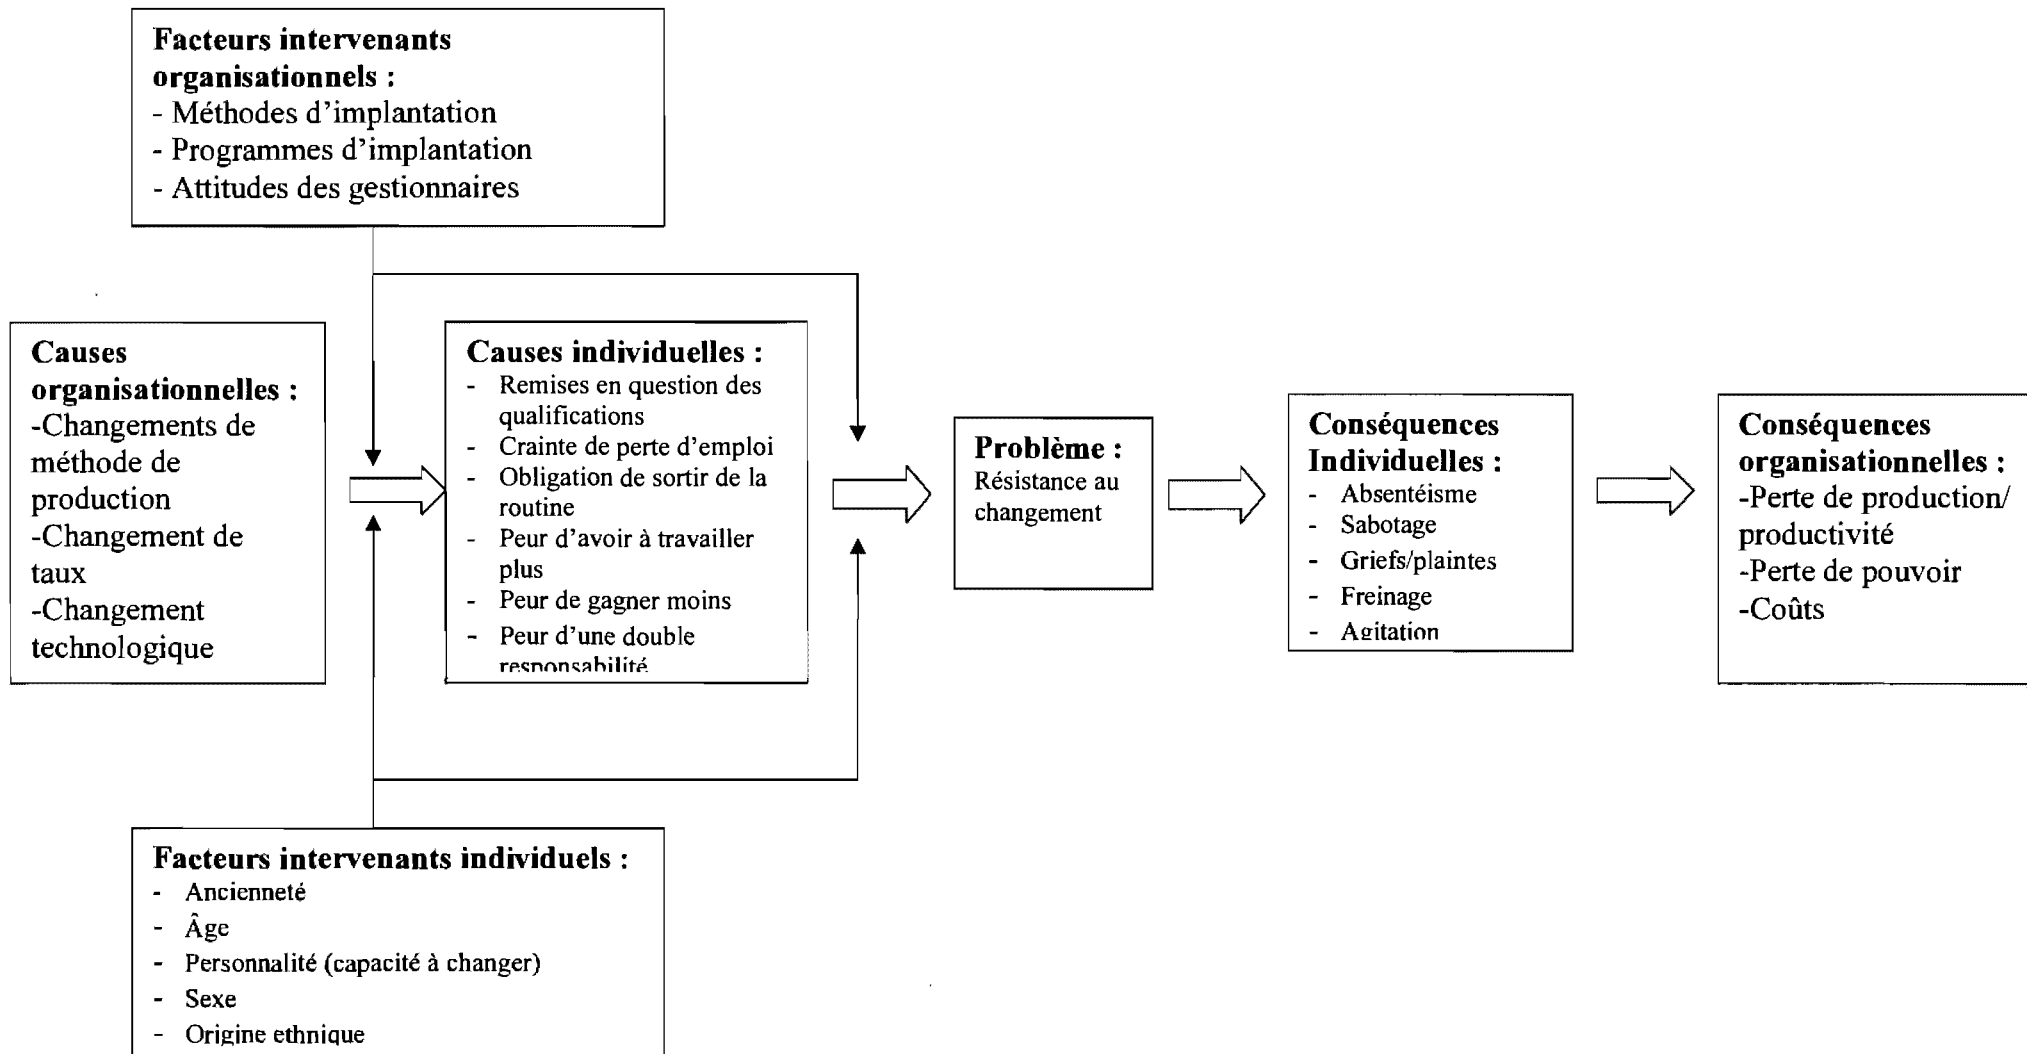 Facteurs intervenants
organisationnels :
- Méthodes d'implantation
- Programmes d'implantation
- Attitudes des gestionnaires
Causes
organisationnelles :
-Changements de
méthode de
production
-Changement de
taux
-Changement
technologique
Causes individuelles :
- Remises en question des
qualifications
- Crainte de perte d'emploi
- Obligation de sortir de la
routine
- Peur d'avoir à travailler
plus
- Peur de gagner moins
- Peur d'une double
responsabilité
Problème :
Résistance au
changement
Conséquences
Individuelles :
- Absentéisme
- Sabotage
- Griefs/plaintes
- Freinage
- Agitation
Conséquences
organisationnelles :
-Perte de production/
productivité
-Perte de pouvoir
-Coûts
Facteurs intervenants individuels :
- Ancienneté
- Âge
- Personnalité (capacité à changer)
- Sexe
- Origine ethnique